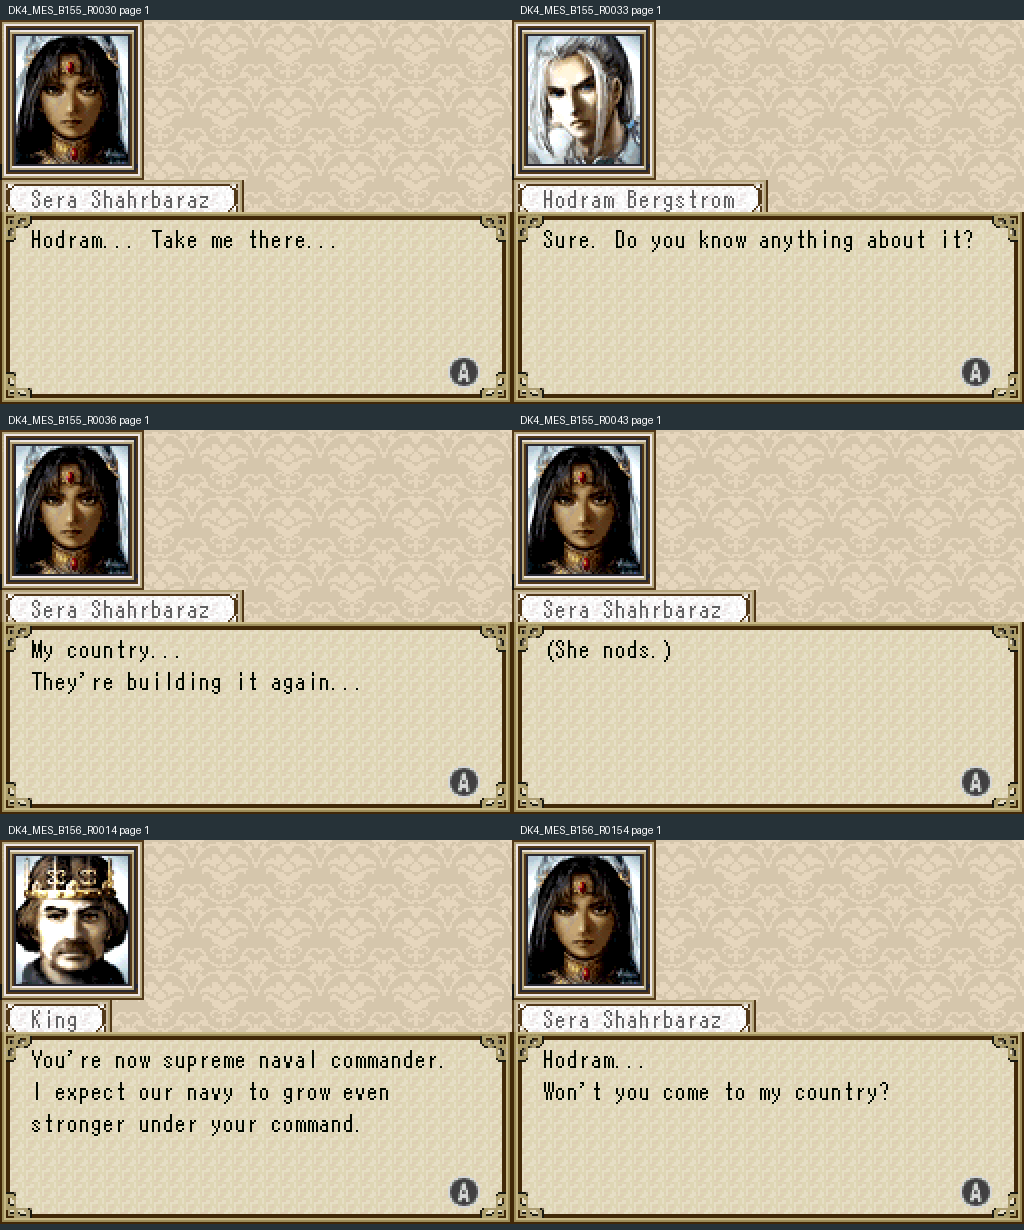 DK4_MES_B155_R0030 page 1
Sera Shahrbaraz
Hodram... Take me there...
A
DK4_MES_B155_R0033 page 1
Hodram Bergstrom
Sure. Do you know anything about it?
A
DK4_MES_B155_R0036 page 1
Sera Shahrbaraz
My country...
They're building it again...
A
DK4_MES_B155_R0043 page 1
Sera Shahrbaraz
(She nods.)
A
DK4_MES_B156_R0014 page 1
King
You're now supreme naval commander.
I expect our navy to grow even
stronger under your command.
A
DK4_MES_B156_R0154 page 1
Sera Shahrbaraz
Hodram...
Won't you come to my country?
A